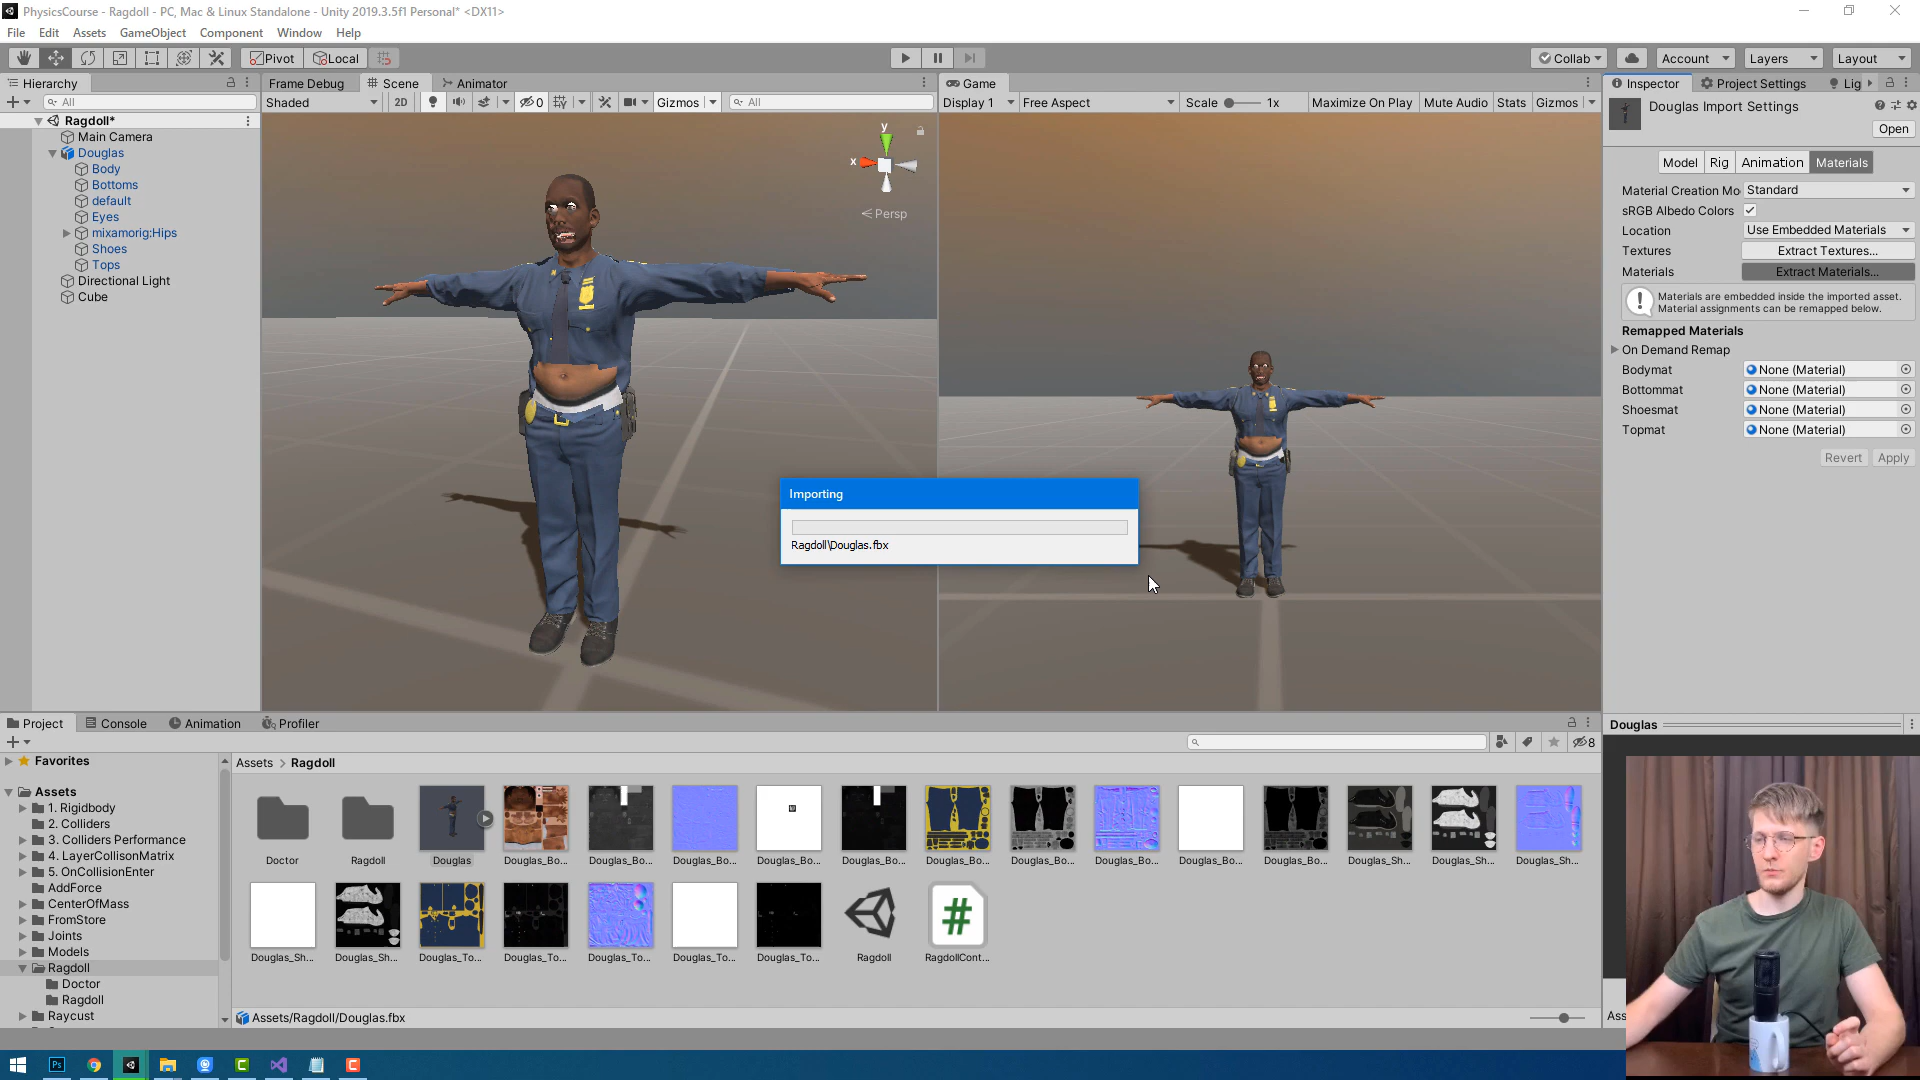 PhysicsCourse - Ragdoll - PC, Mac & Linux Standalone - Unity 2019.3.5f1 Personal* <DX11>
File Edit Assets GameObject Component Window Help
Pivot Local Collab Account Layers Layout
Hierarchy
All
Ragdoll*
Main Camera
Douglas
Body
Bottoms
default
Eyes
mixamorig:Hips
Shoes
Tops
Directional Light
Cube
Frame Debug Scene Animator
Shaded 2D 0 Gizmos All
y
x
Persp
Game
Display 1 Free Aspect Scale 1x Maximize On Play Mute Audio Stats Gizmos
Importing
Ragdoll\Douglas.fbx
Inspector Project Settings Lig
Douglas Import Settings
Open
Model Rig Animation Materials
Material Creation Mo Standard
sRGB Albedo Colors
Location Use Embedded Materials
Textures Extract Textures...
Materials Extract Materials...
Materials are embedded inside the imported asset.
Material assignments can be remapped below.
Remapped Materials
On Demand Remap
Bodymat None (Material)
Bottommat None (Material)
Shoesmat None (Material)
Topmat None (Material)
Revert Apply
Project Console Animation Profiler
8
Favorites
Assets
1. Rigidbody
2. Colliders
3. Colliders Performance
4. LayerCollisonMatrix
5. OnCollisionEnter
AddForce
CenterOfMass
FromStore
Joints
Models
Ragdoll
Doctor
Ragdoll
Raycust
Assets > Ragdoll
Doctor Ragdoll Douglas Douglas_Bo... Douglas_Bo... Douglas_Bo... Douglas_Bo... Douglas_Bo... Douglas_Bo... Douglas_Bo... Douglas_Bo... Douglas_Bo... Douglas_Bo... Douglas_Sh... Douglas_Sh... Douglas_Sh...
#
Douglas_Sh... Douglas_Sh... Douglas_To... Douglas_To... Douglas_To... Douglas_To... Douglas_To... Ragdoll RagdollCont...
Assets/Ragdoll/Douglas.fbx
Douglas
Ass
Ps